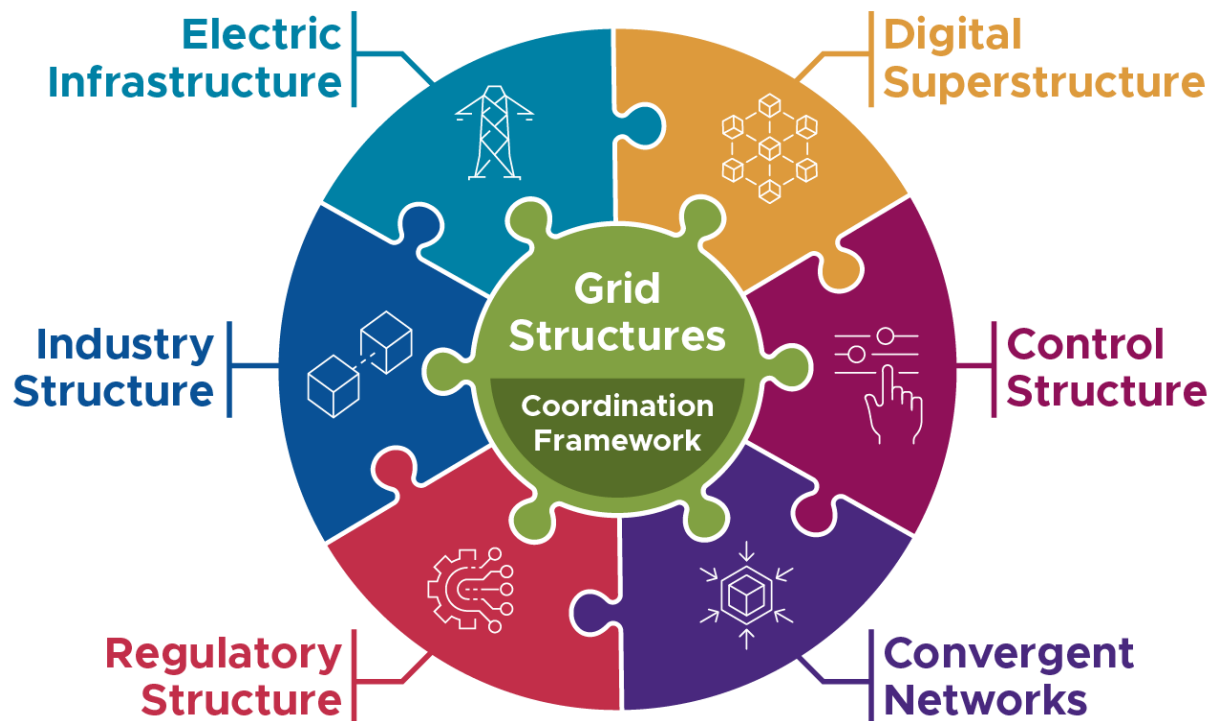 Electric
Infrastructure
Digital
Superstructure
Industry
Structure
Grid
Structures
Coordination
Framework
Control
Structure
Regulatory
Structure
Convergent
Networks